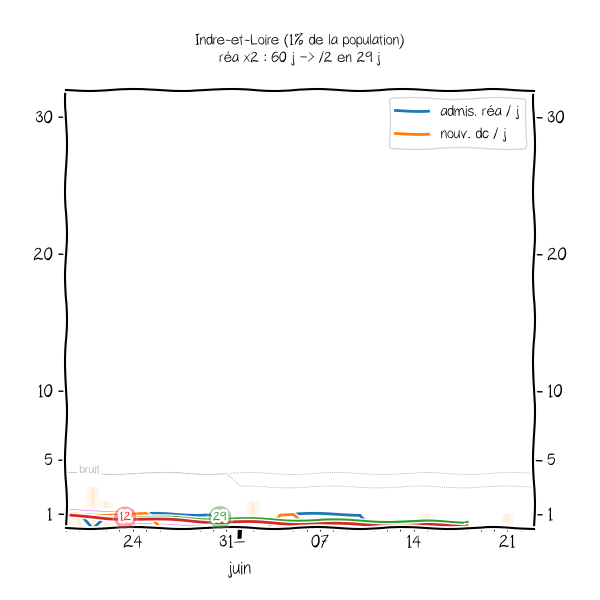 Indre-et-Loire (1% de la population)
réa x2 : 60 j -> /2 en 29 j
admis. réa / j
nouv. dc / j
30
30
20
20
10
10
5
5
bruit
1
12
29
1
24
31
07
14
21
juin